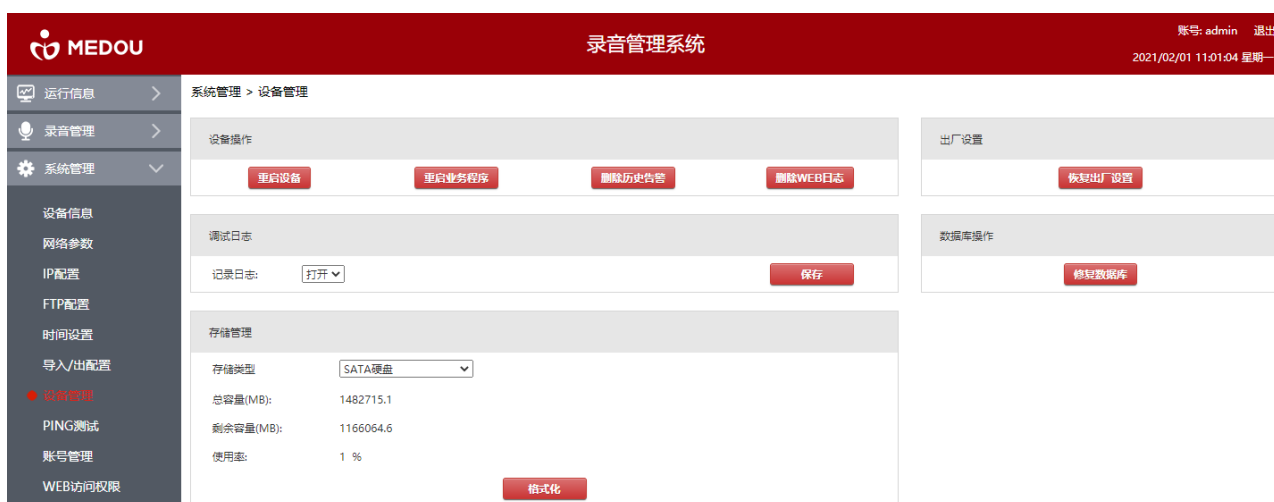 MEDOU
录音管理系统
账号: admin 退出
2021/02/01 11:01:04 星期一
运行信息
录音管理
系统管理
设备信息
网络参数
IP配置
FTP配置
时间设置
导入/出配置
设备管理
PING测试
账号管理
WEB访问权限
系统管理 > 设备管理
设备操作
重启设备 重启业务程序 删除历史告警 删除WEB日志
出厂设置
恢复出厂设置
调试日志
记录日志: 打开 保存
数据库操作
修复数据库
存储管理
存储类型 SATA硬盘
总容量(MB): 1482715.1
剩余容量(MB): 1166064.6
使用率: 1 %
格式化